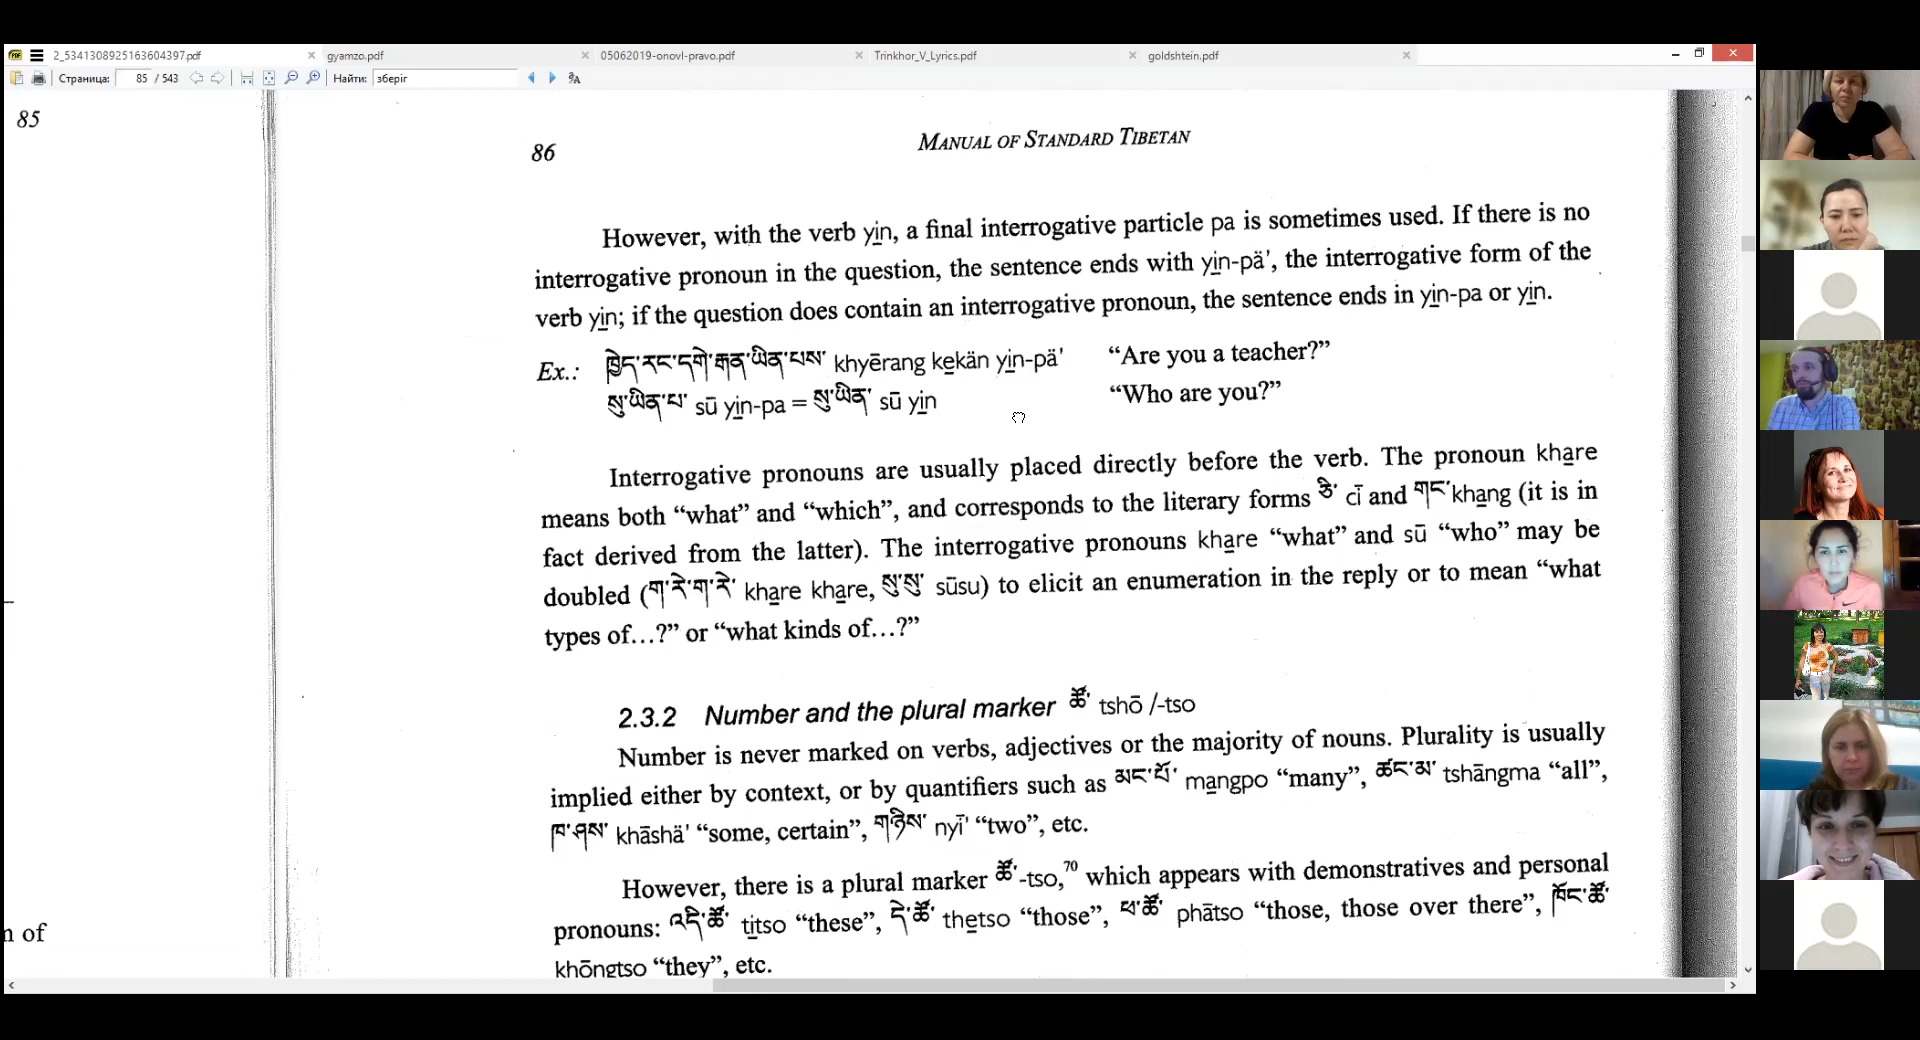 2_5341308925163604397.pdf
gyamzo.pdf
05062019-onovl-pravo.pdf
Trinkhor_V_Lyrics.pdf
goldshtein.pdf
Страница: 85 / 543
Найти: зберіг
85
86
MANUAL OF STANDARD TIBETAN
However, with the verb yin, a final interrogative particle pa is sometimes used. If there is no
interrogative pronoun in the question, the sentence ends with yin-pä', the interrogative form of the
verb yin; if the question does contain an interrogative pronoun, the sentence ends in yin-pa or yin.
Ex.: ཁྱེད་རང་དགེ་རྒན་ཡིན་པས་ khyērang kekän yin-pä' “Are you a teacher?”
སུ་ཡིན་པ་ sū yin-pa = སུ་ཡིན་ sū yin “Who are you?”
Interrogative pronouns are usually placed directly before the verb. The pronoun khare
means both “what” and “which”, and corresponds to the literary forms ཅི་ cī and གང་ khang (it is in
fact derived from the latter). The interrogative pronouns khare “what” and sū “who” may be
doubled (ག་རེ་ག་རེ་ khare khare, སུ་སུ་ sūsu) to elicit an enumeration in the reply or to mean “what
types of…?” or “what kinds of…?”
2.3.2 Number and the plural marker ཚོ་ tshō /-tso
Number is never marked on verbs, adjectives or the majority of nouns. Plurality is usually
implied either by context, or by quantifiers such as མང་པོ་ mangpo “many”, ཚང་མ་ tshāngma “all”,
ཁ་ཤས་ khāshä' “some, certain”, གཉིས་ nyī' “two”, etc.
However, there is a plural marker ཚོ་ -tso,70 which appears with demonstratives and personal
pronouns: འདི་ཚོ་ titso “these”, དེ་ཚོ་ thetso “those”, ཕ་ཚོ་ phātso “those, those over there”, ཁོང་ཚོ་
khōngtso “they”, etc.
of